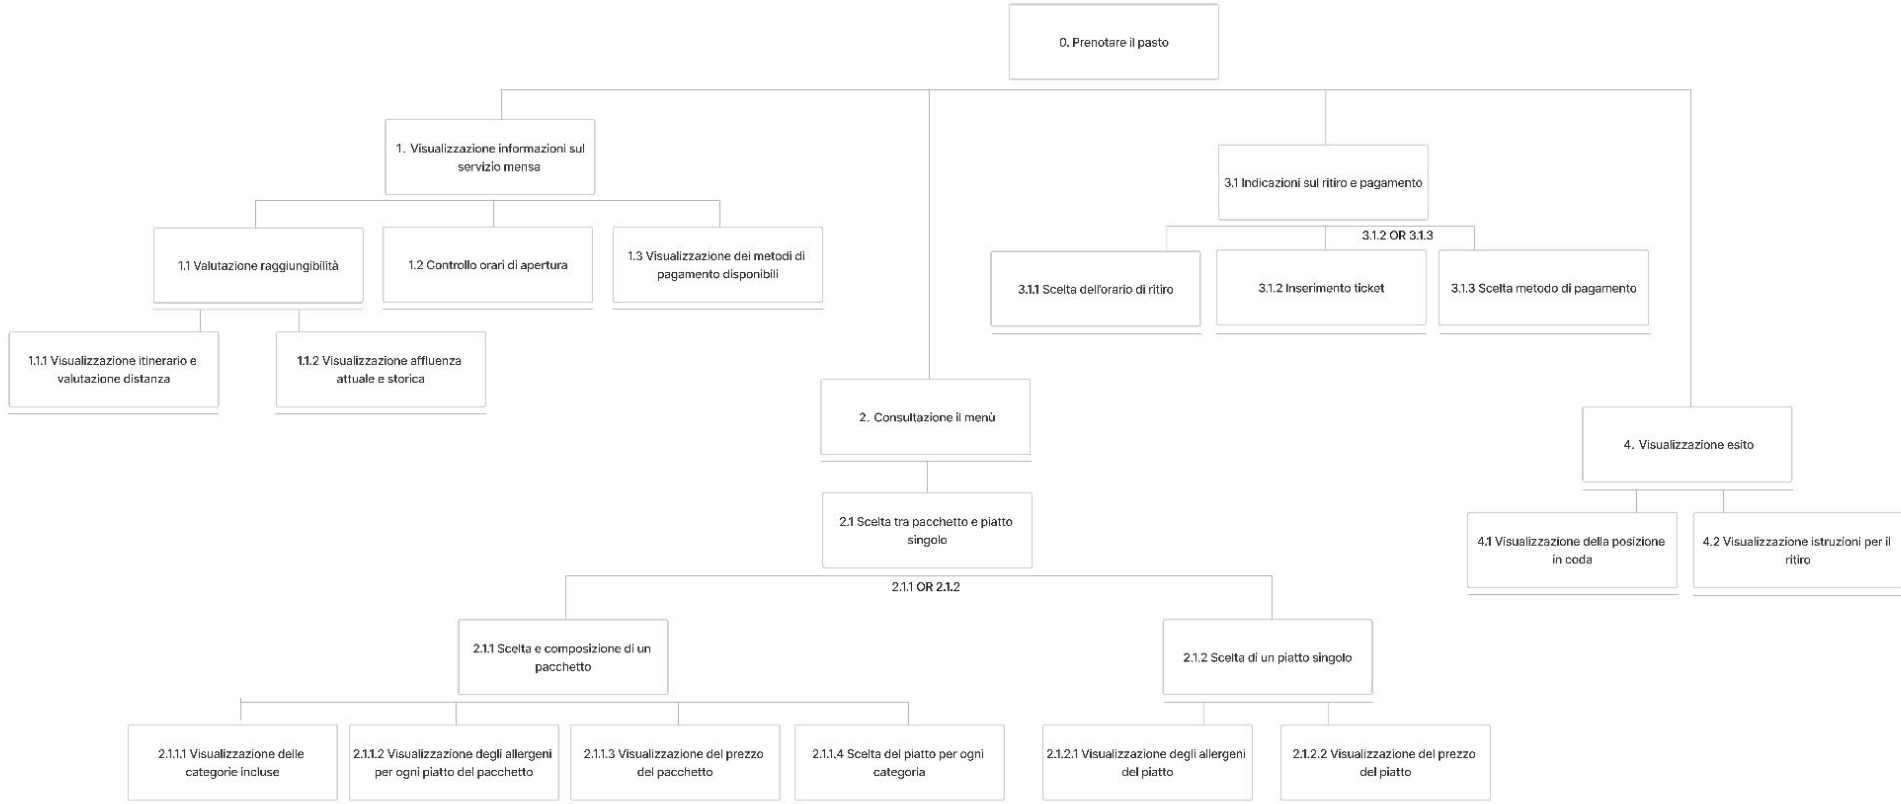 0. Prenotare il pasto
1. Visualizzazione informazioni sul
servizio mensa
3.1 Indicazioni sul ritiro e pagamento
1.1 Valutazione raggiungibilità
1.2 Controllo orari di apertura
1.3 Visualizzazione dei metodi di
pagamento disponibili
3.1.2 OR 3.1.3
3.1.1 Scelta dell'orario di ritiro
3.1.2 Inserimento ticket
3.1.3 Scelta metodo di pagamento
1.1.1 Visualizzazione itinerario e
valutazione distanza
1.1.2 Visualizzazione affluenza
attuale e storica
2. Consultazione il menù
4. Visualizzazione esito
2.1 Scelta tra pacchetto e piatto
singolo
4.1 Visualizzazione della posizione
in coda
4.2 Visualizzazione istruzioni per il
ritiro
2.1.1 OR 2.1.2
2.1.1 Scelta e composizione di un
pacchetto
2.1.2 Scelta di un piatto singolo
2.1.1.1 Visualizzazione delle
categorie incluse
2.1.1.2 Visualizzazione degli allergeni
per ogni piatto del pacchetto
2.1.1.3 Visualizzazione del prezzo
del pacchetto
2.1.1.4 Scelta del piatto per ogni
categoria
2.1.2.1 Visualizzazione degli allergeni
del piatto
2.1.2.2 Visualizzazione del prezzo
del piatto